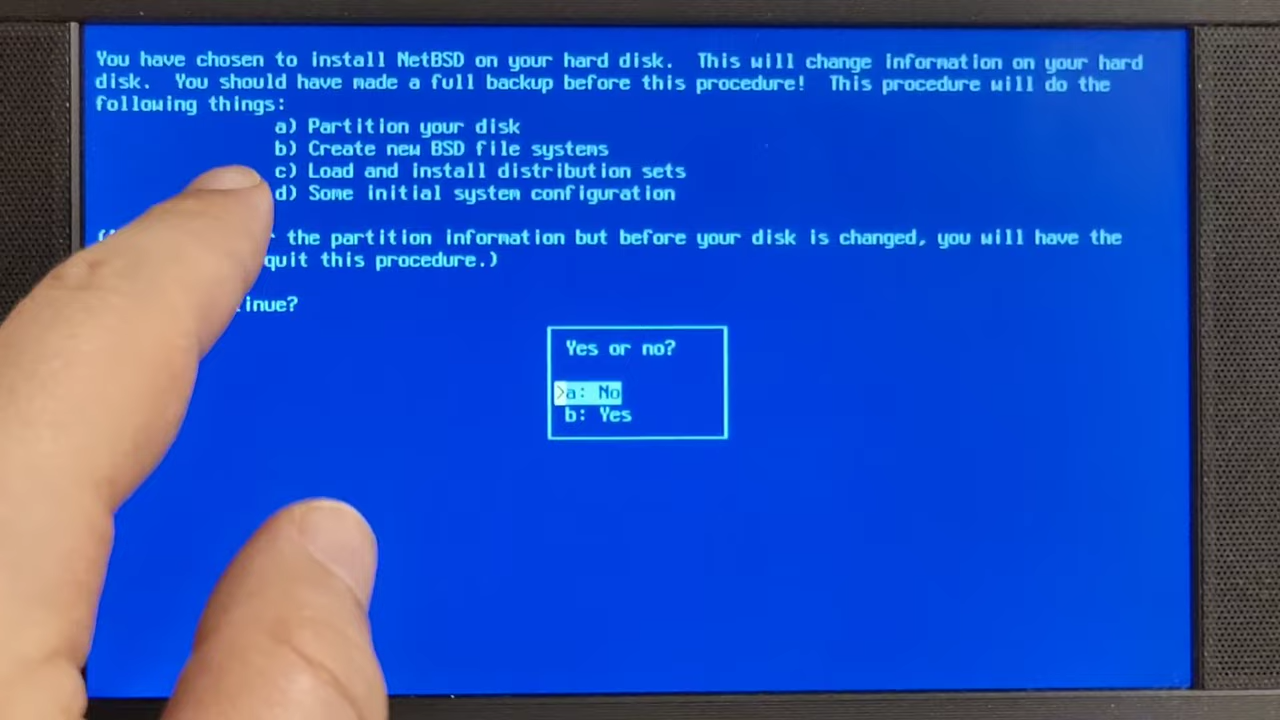 You have chosen to install NetBSD on your hard disk.  This will change information on your hard
disk.  You should have made a full backup before this procedure!  This procedure will do the
following things:
a) Partition your disk
b) Create new BSD file systems
c) Load and install distribution sets
d) Some initial system configuration
the partition information but before your disk is changed, you will have the
quit this procedure.)
Yes or no?
>a: No
b: Yes